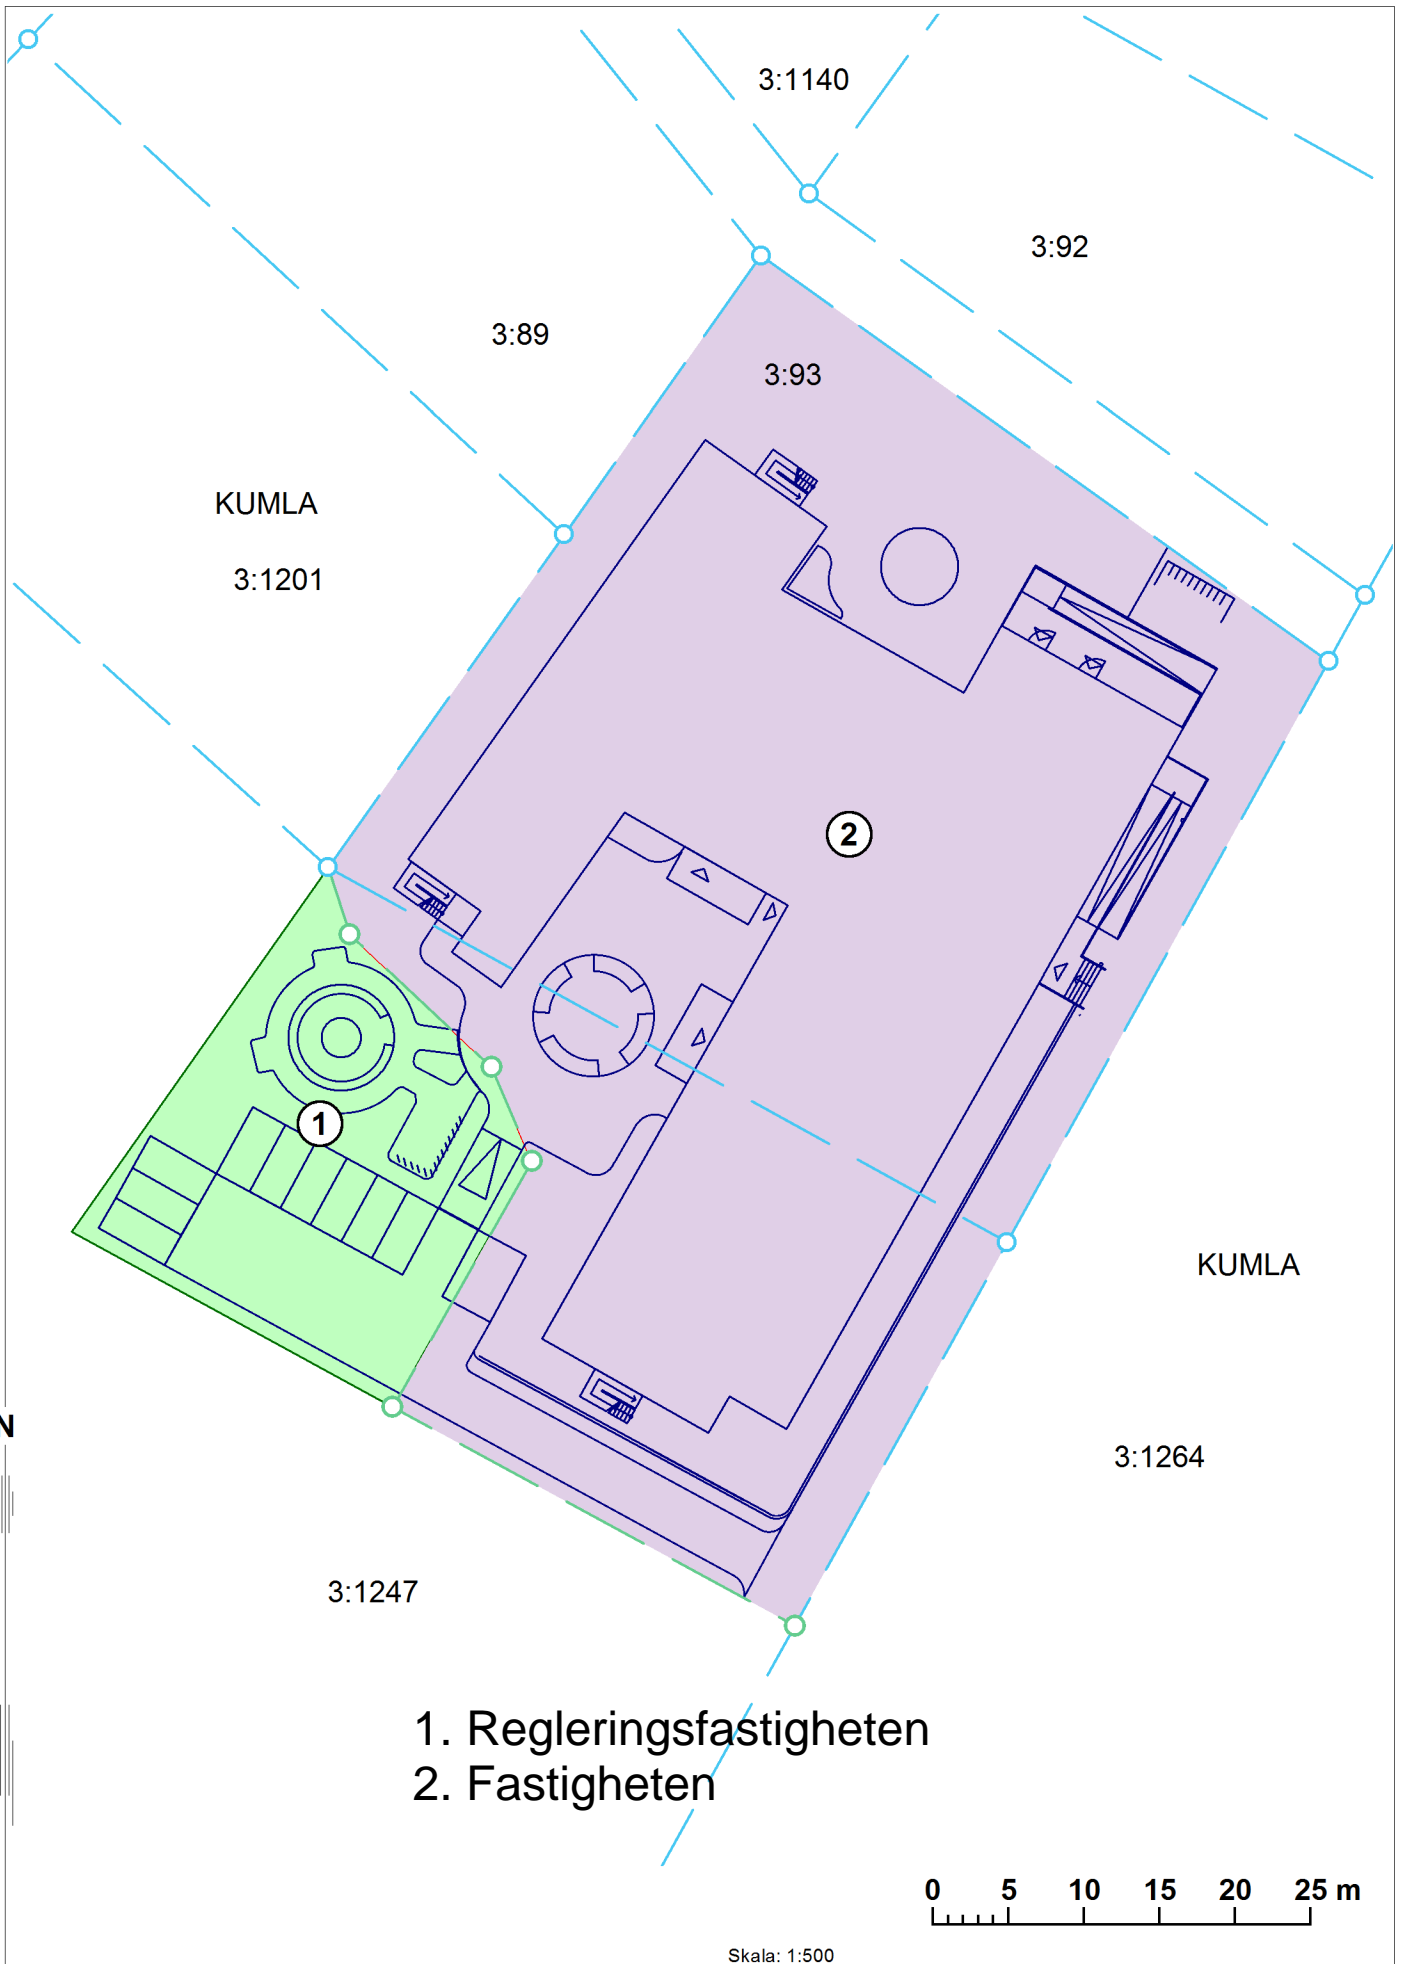 3:1140
3:92
3:89
3:93
KUMLA
3:1201
2
1
KUMLA
N
3:1264
3:1247
1. Regleringsfastigheten
2. Fastigheten
0 5 10 15 20 25 m
Skala: 1:500